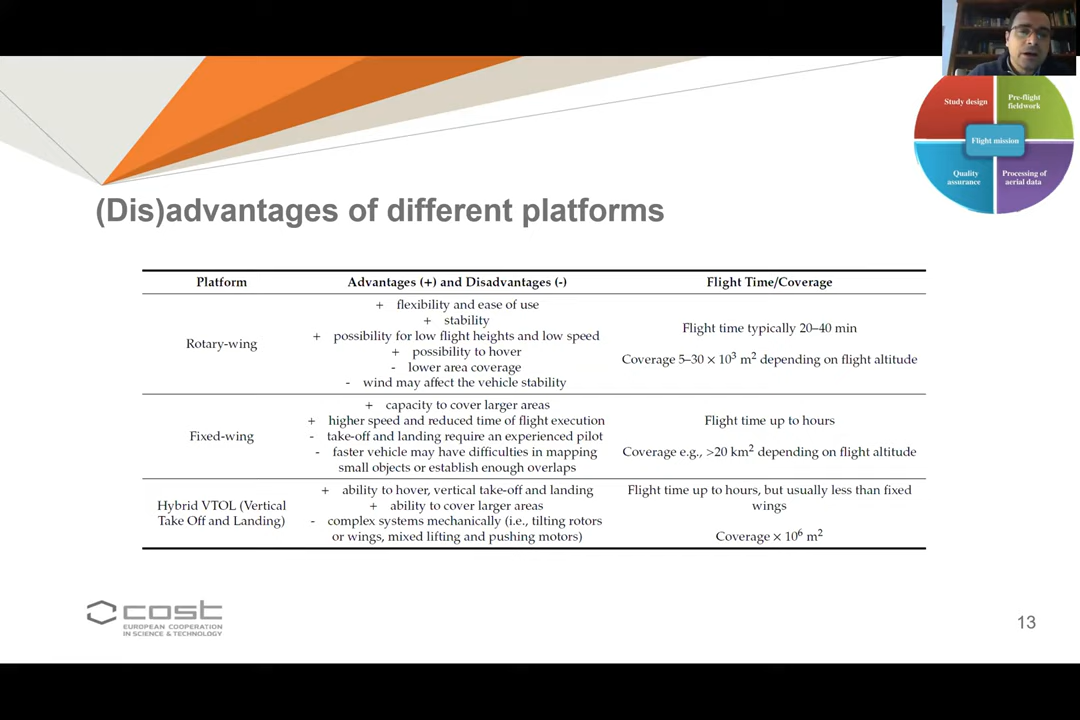 Study design
Pre-flight
fieldwork
Flight mission
Quality
assurance
Processing of
aerial data
(Dis)advantages of different platforms
Platform
Advantages (+) and Disadvantages (-)
Flight Time/Coverage
Rotary-wing
+ flexibility and ease of use
+ stability
+ possibility for low flight heights and low speed
+ possibility to hover
- lower area coverage
- wind may affect the vehicle stability
Flight time typically 20–40 min
Coverage 5–30 × 10³ m² depending on flight altitude
Fixed-wing
+ capacity to cover larger areas
+ higher speed and reduced time of flight execution
- take-off and landing require an experienced pilot
- faster vehicle may have difficulties in mapping
small objects or establish enough overlaps
Flight time up to hours
Coverage e.g., >20 km² depending on flight altitude
Hybrid VTOL (Vertical
Take Off and Landing)
+ ability to hover, vertical take-off and landing
+ ability to cover larger areas
- complex systems mechanically (i.e., tilting rotors
or wings, mixed lifting and pushing motors)
Flight time up to hours, but usually less than fixed
wings
Coverage × 10⁶ m²
cost
EUROPEAN COOPERATION
IN SCIENCE & TECHNOLOGY
13